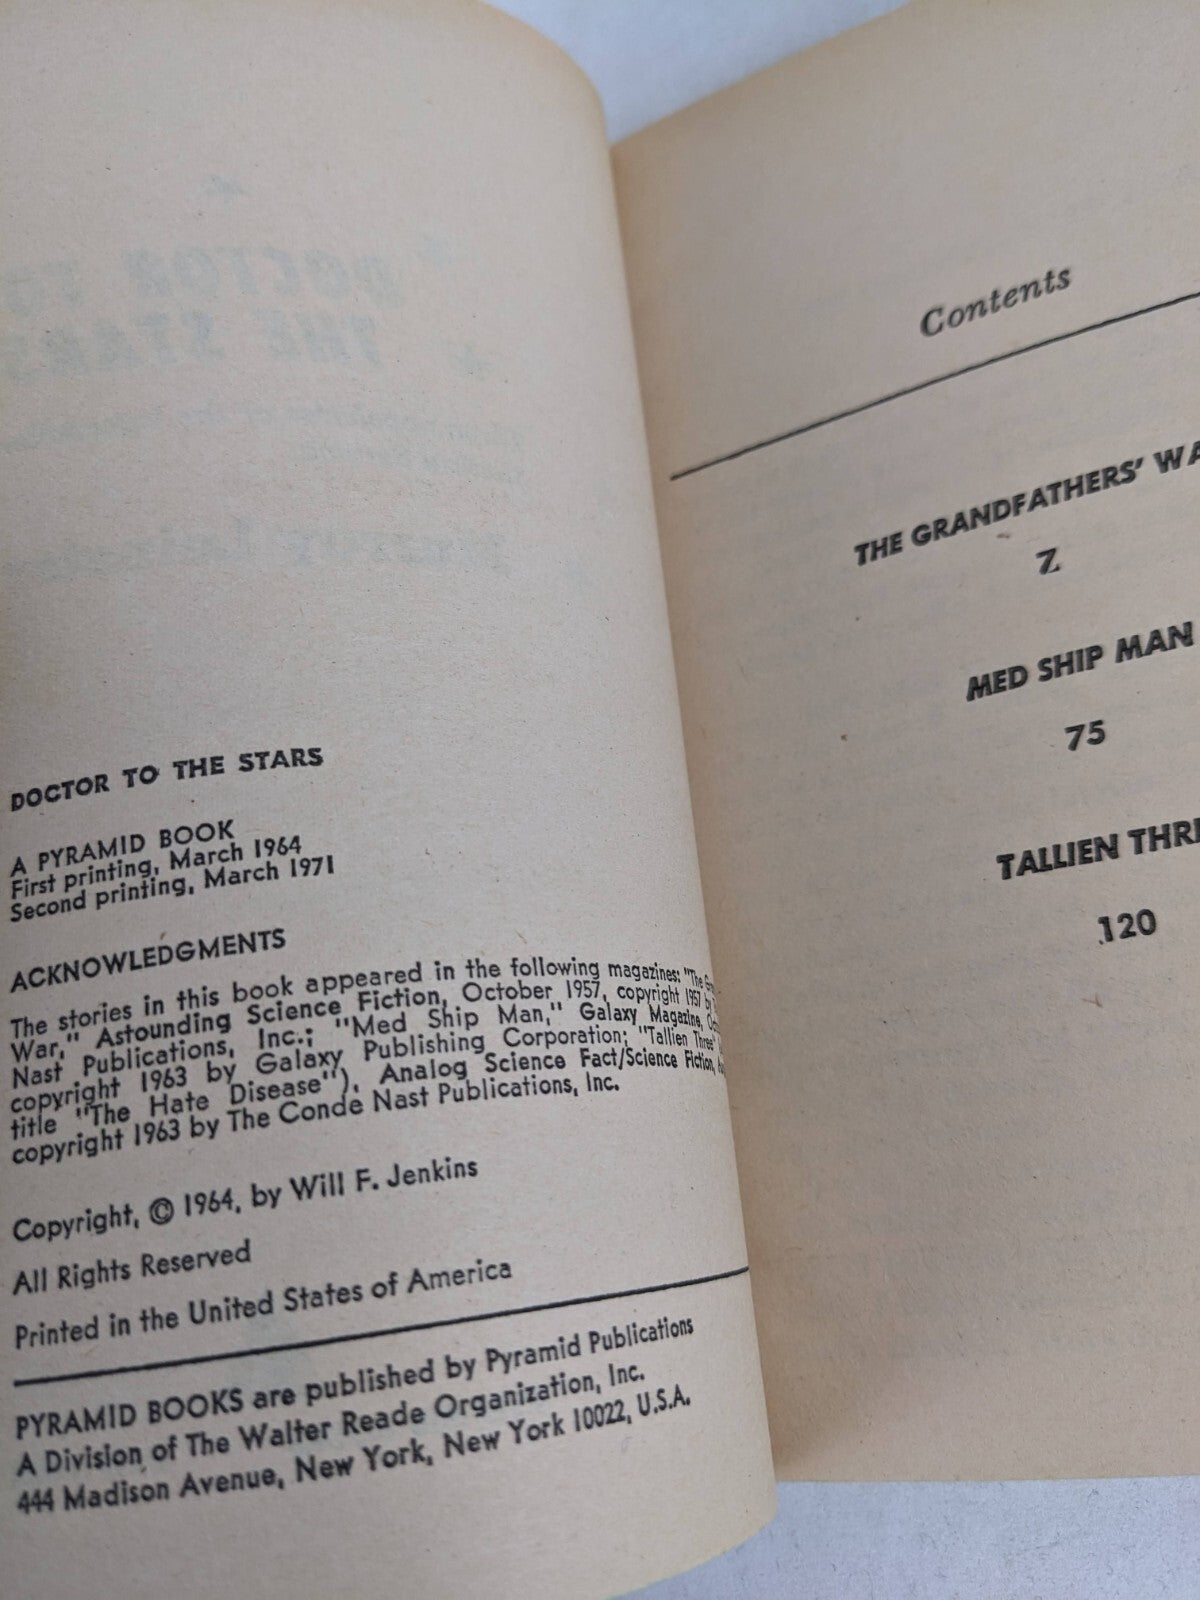 DOCTOR TO THE STARS
A PYRAMID BOOK
First printing, March 1964
Second printing, March 1971
ACKNOWLEDGMENTS
The stories in this book appeared in the following magazines: "The
War," Astounding Science Fiction, October 1957, copyright 1957 by
Nast Publications, Inc.; "Med Ship Man," Galaxy Magazine,
copyright 1963 by Galaxy Publishing Corporation; "Tallien Three"
title "The Hate Disease"), Analog Science Fact/Science Fiction,
copyright 1963 by The Conde Nast Publications, Inc.
Copyright, © 1964, by Will F. Jenkins
All Rights Reserved
Printed in the United States of America
PYRAMID BOOKS are published by Pyramid Publications
A Division of The Walter Reade Organization, Inc.
444 Madison Avenue, New York, New York 10022, U.S.A.
Contents
THE GRANDFATHERS' WA
7
MED SHIP MAN
75
TALLIEN THRE
120